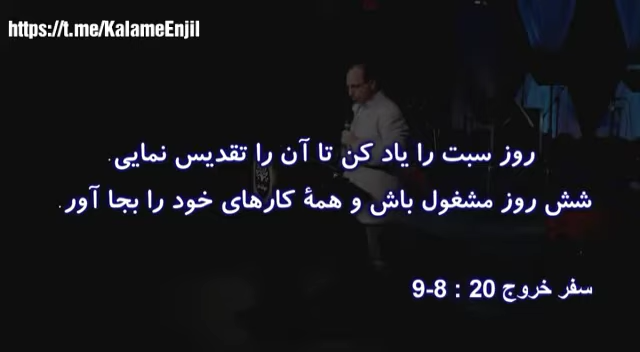 https://t.me/KalameEnjil
روز سبت را یاد کن تا آن را تقدیس نمایی.
شش روز مشغول باش و همهٔ کارهای خود را بجا آور.
سفر خروج 20 : 8-9